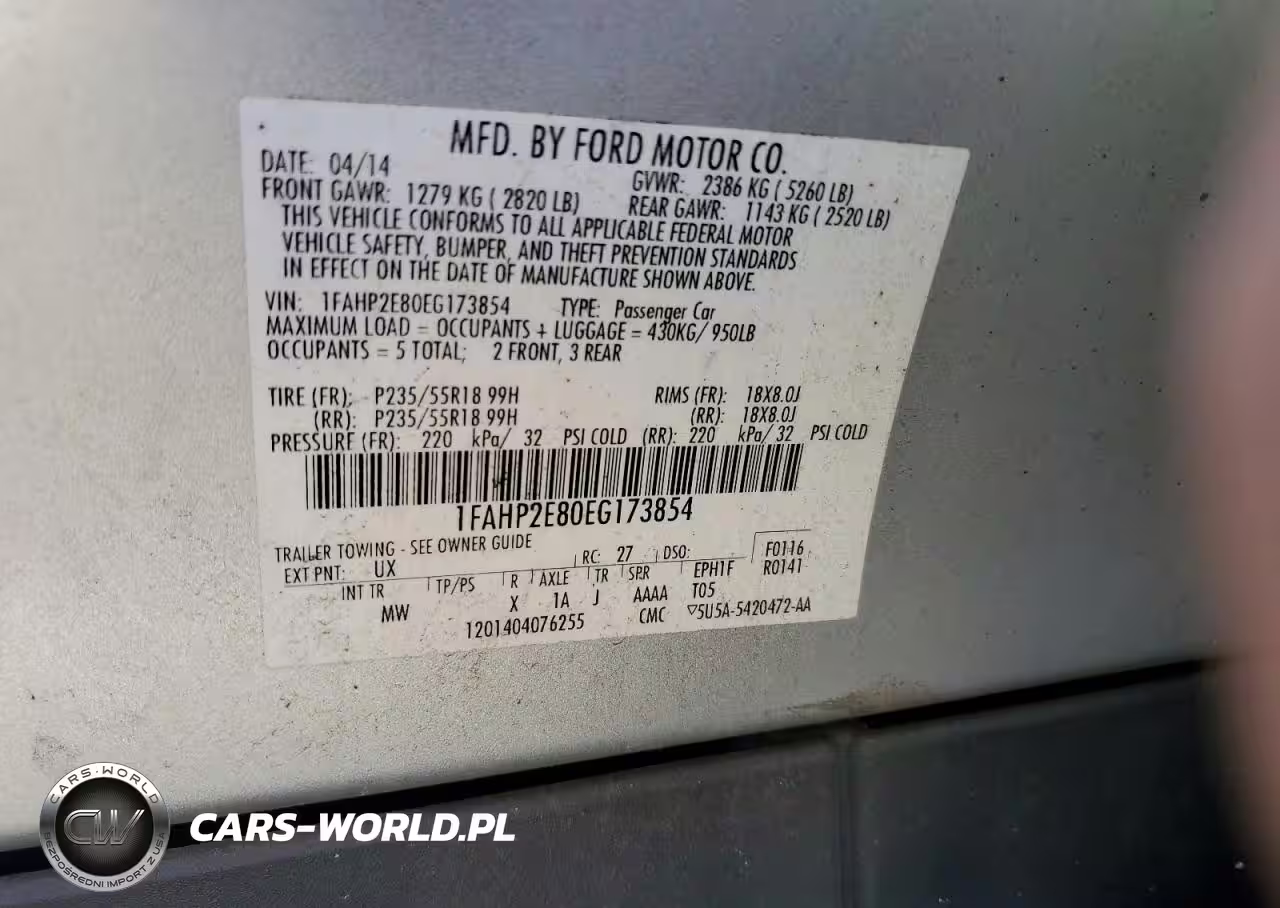 MFD. BY FORD MOTOR CO.
DATE: 04/14 GVWR: 2386 KG ( 5260 LB)
FRONT GAWR: 1279 KG ( 2820 LB) REAR GAWR: 1143 KG ( 2520 LB)
THIS VEHICLE CONFORMS TO ALL APPLICABLE FEDERAL MOTOR
VEHICLE SAFETY, BUMPER, AND THEFT PREVENTION STANDARDS
IN EFFECT ON THE DATE OF MANUFACTURE SHOWN ABOVE.
VIN: 1FAHP2E80EG173854 TYPE: Passenger Car
MAXIMUM LOAD = OCCUPANTS + LUGGAGE = 430KG/ 950LB
OCCUPANTS = 5 TOTAL; 2 FRONT, 3 REAR
TIRE (FR): P235/55R18 99H RIMS (FR): 18X8.0J
(RR): P235/55R18 99H (RR): 18X8.0J
PRESSURE (FR): 220 kPa/ 32 PSI COLD (RR): 220 kPa/ 32 PSI COLD
1FAHP2E80EG173854
TRAILER TOWING - SEE OWNER GUIDE
EXT PNT: UX RC: 27 DSO: F0116
R0141
INT TR TP/PS R AXLE TR SPR EPH1F
MW X 1A J AAAA T05
1201404076255 CMC ▽5U5A-5420472-AA
CARS-WORLD
CW
BEZPOŚREDNI IMPORT Z USA
CARS-WORLD.PL